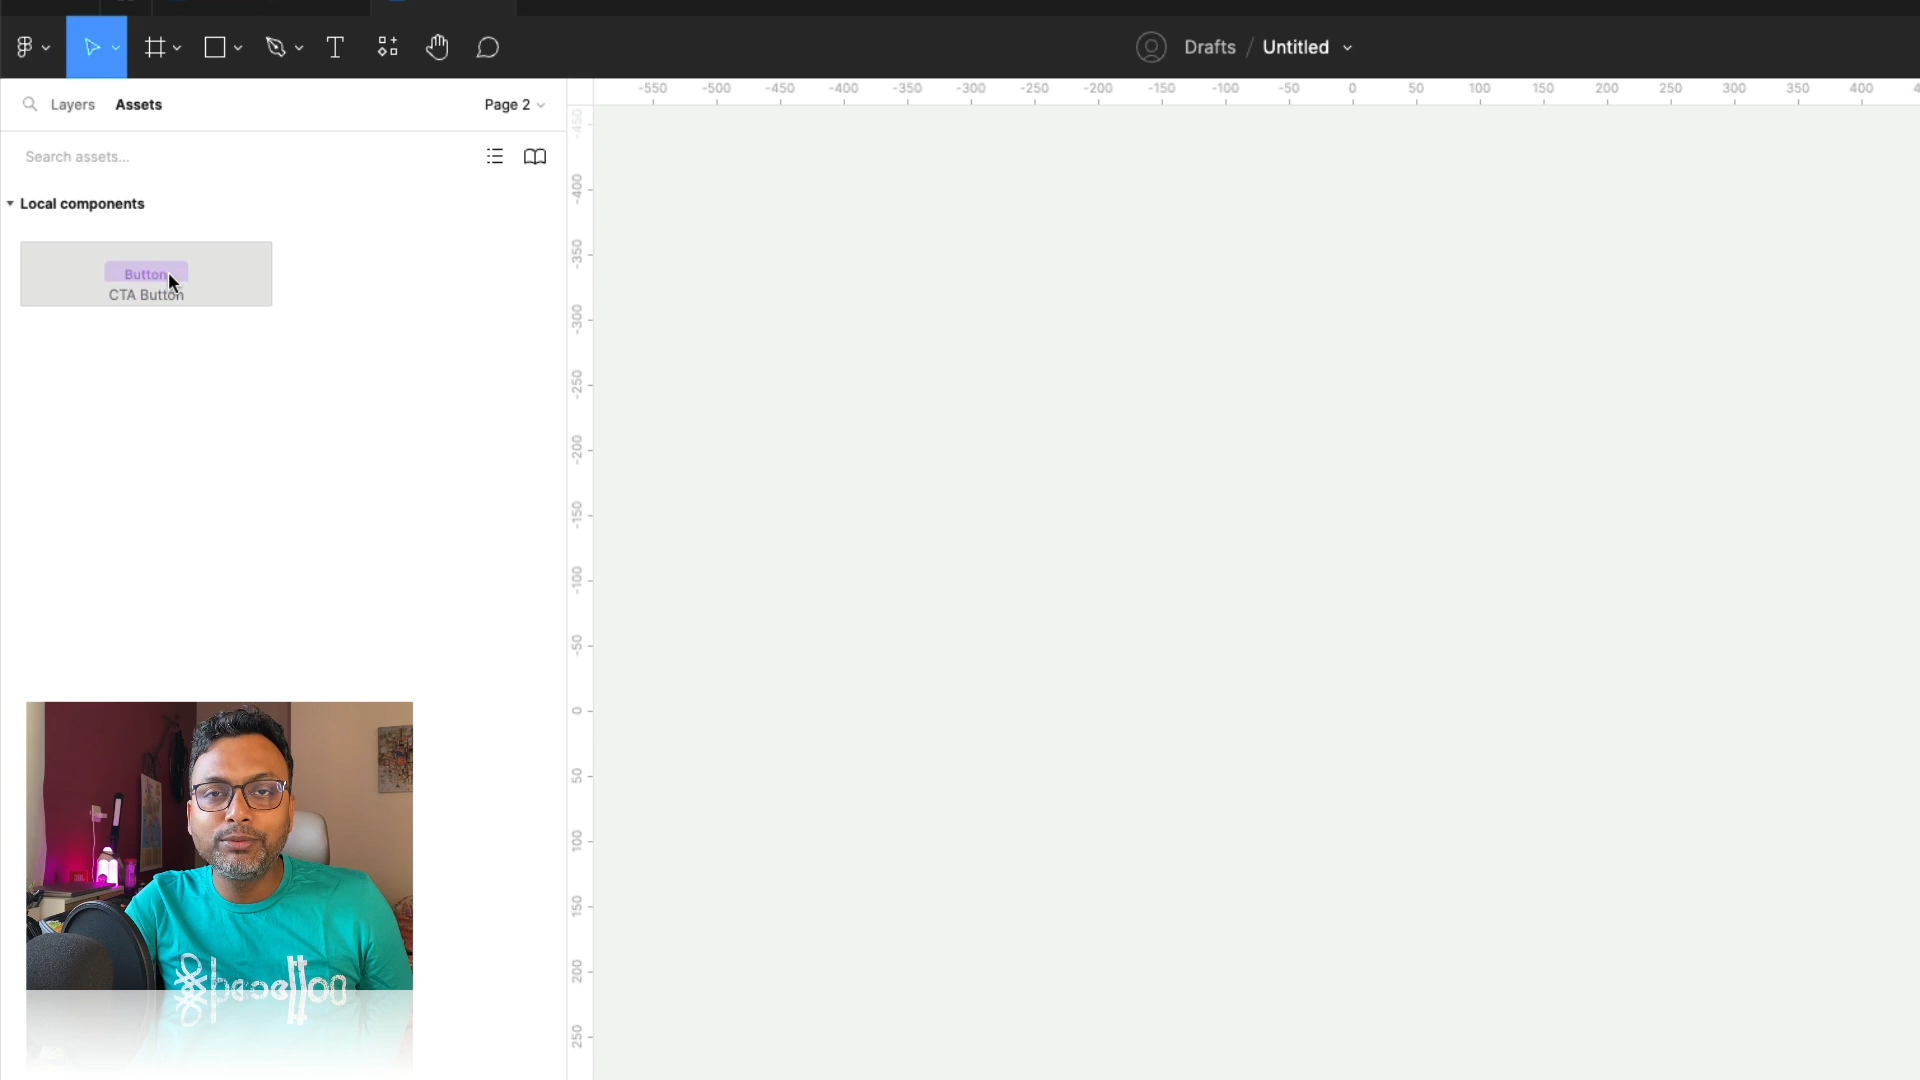 Drafts / Untitled
Layers Assets Page 2
Search assets...
Local components
Button
CTA Button
-550 -500 -450 -400 -350 -300 -250 -200 -150 -100 -50 0 50 100 150 200 250 300 350 400
-450
-400
-350
-300
-250
-200
-150
-100
-50
0
50
100
150
200
250
benetton